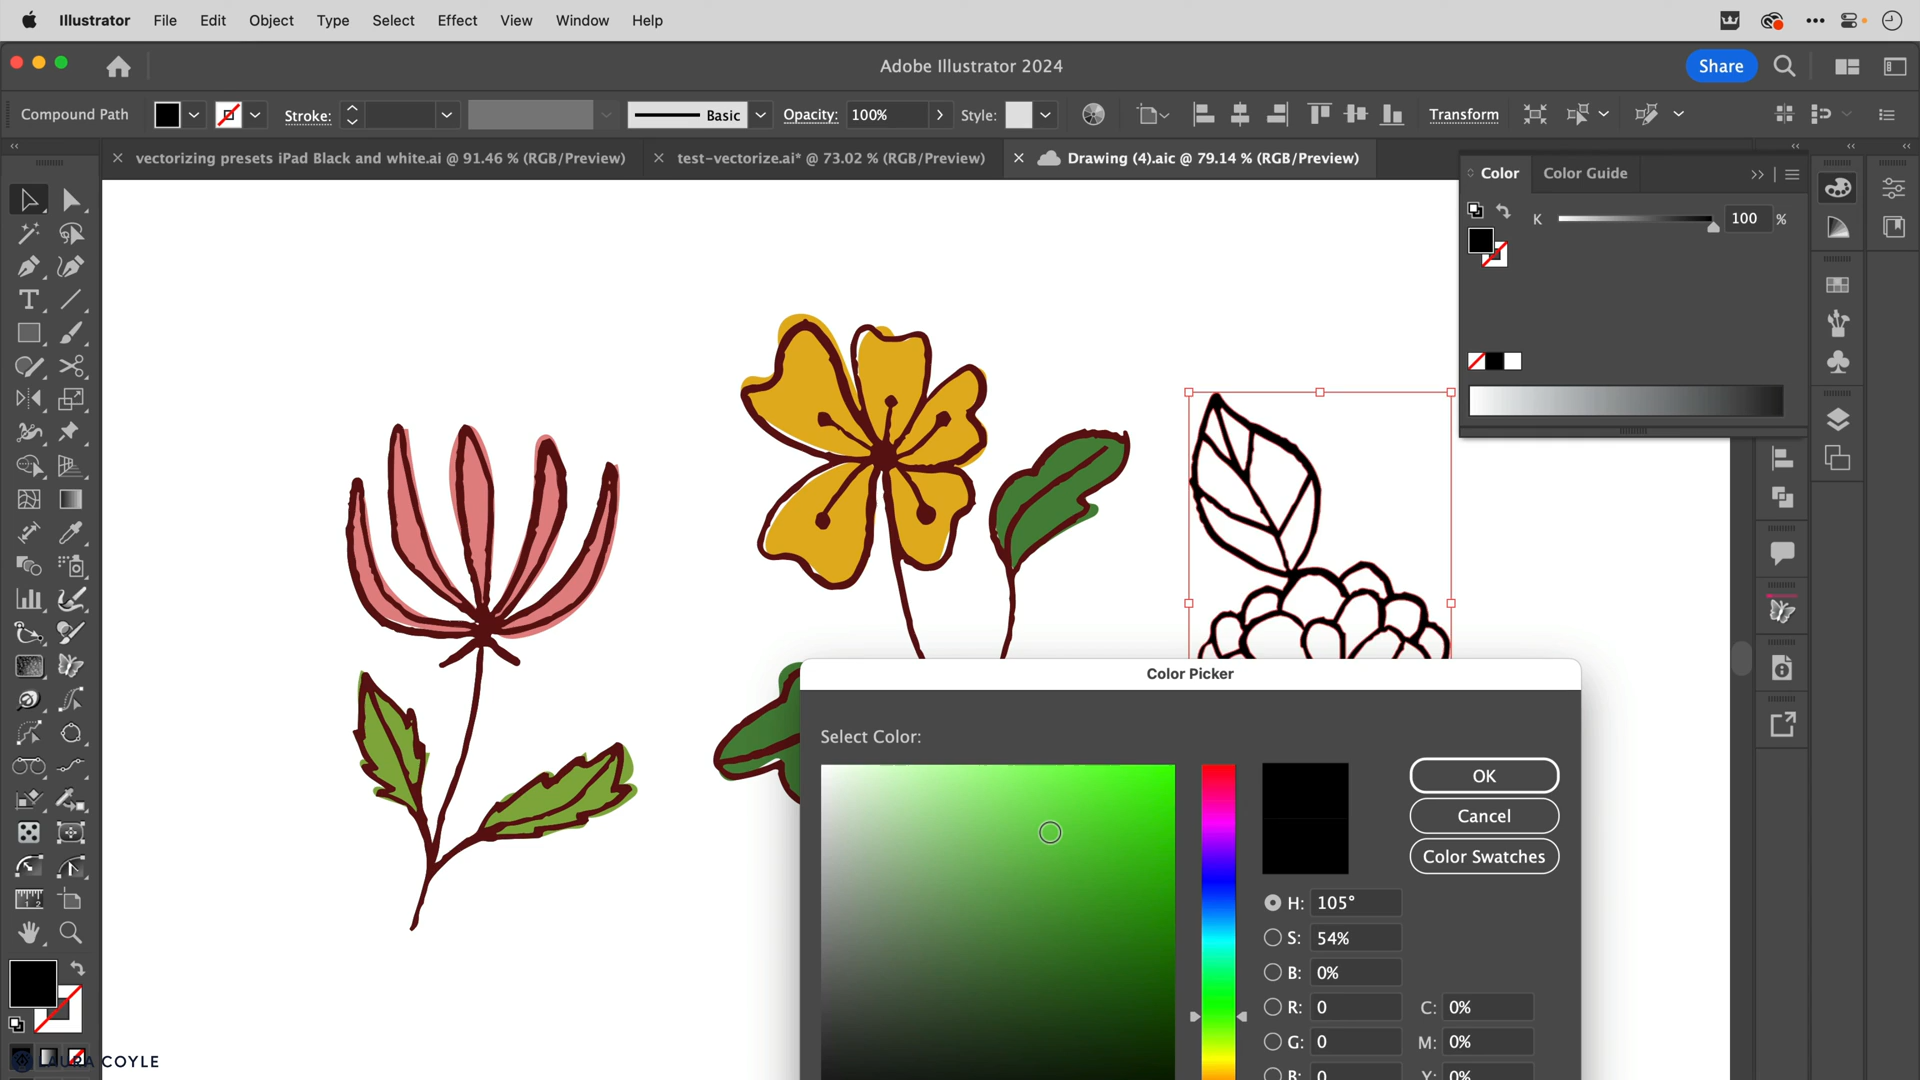 Illustrator File Edit Object Type Select Effect View Window Help
Adobe Illustrator 2024
Share
Compound Path Stroke: Basic Opacity: 100% Style: Transform
vectorizing presets iPad Black and white.ai @ 91.46 % (RGB/Preview)
test-vectorize.ai* @ 73.02 % (RGB/Preview)
Drawing (4).aic @ 79.14 % (RGB/Preview)
Color Color Guide
K 100 %
Color Picker
Select Color:
OK
Cancel
Color Swatches
H: 105°
S: 54%
B: 0%
R: 0 C: 0%
G: 0 M: 0%
B: 0 Y: 0%
LAURA COYLE